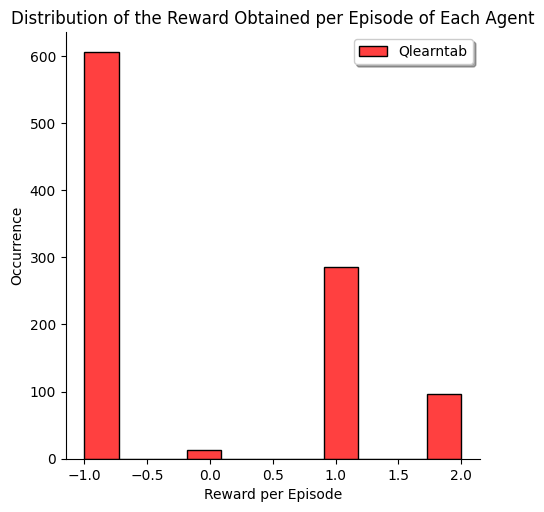 Distribution of the Reward Obtained per Episode of Each Agent
Qlearntab
600
500
400
300
200
100
0
Occurrence
−1.0 −0.5 0.0 0.5 1.0 1.5 2.0
Reward per Episode